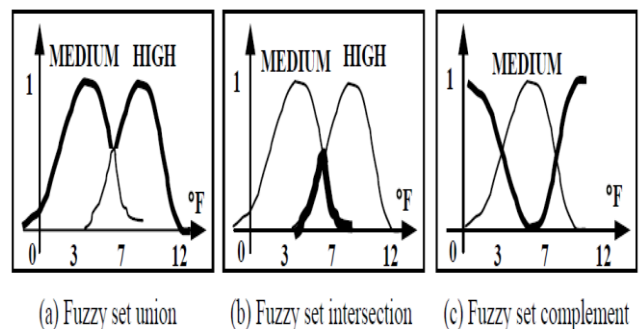 MEDIUM HIGH
1
°F
0 3 7 12
(a) Fuzzy set union
MEDIUM HIGH
1
°F
0 3 7 12
(b) Fuzzy set intersection
MEDIUM
1
°F
0 3 7 12
(c) Fuzzy set complement